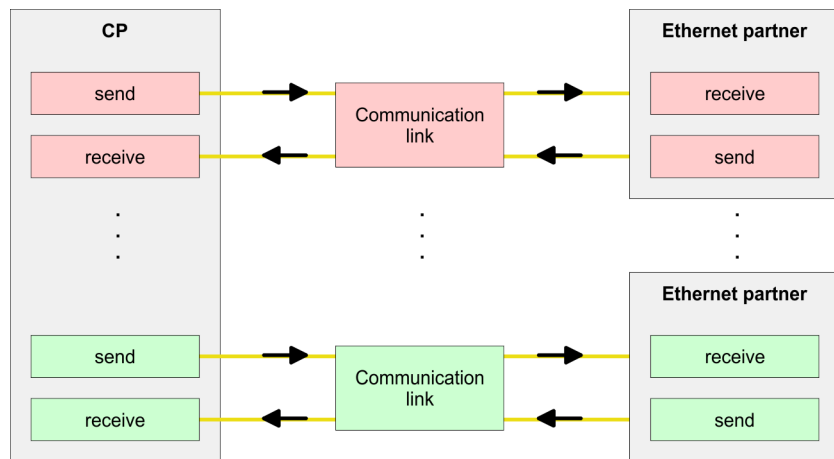 CP
Ethernet partner
send
Communication
link
receive
receive
send
Ethernet partner
send
Communication
link
receive
receive
send